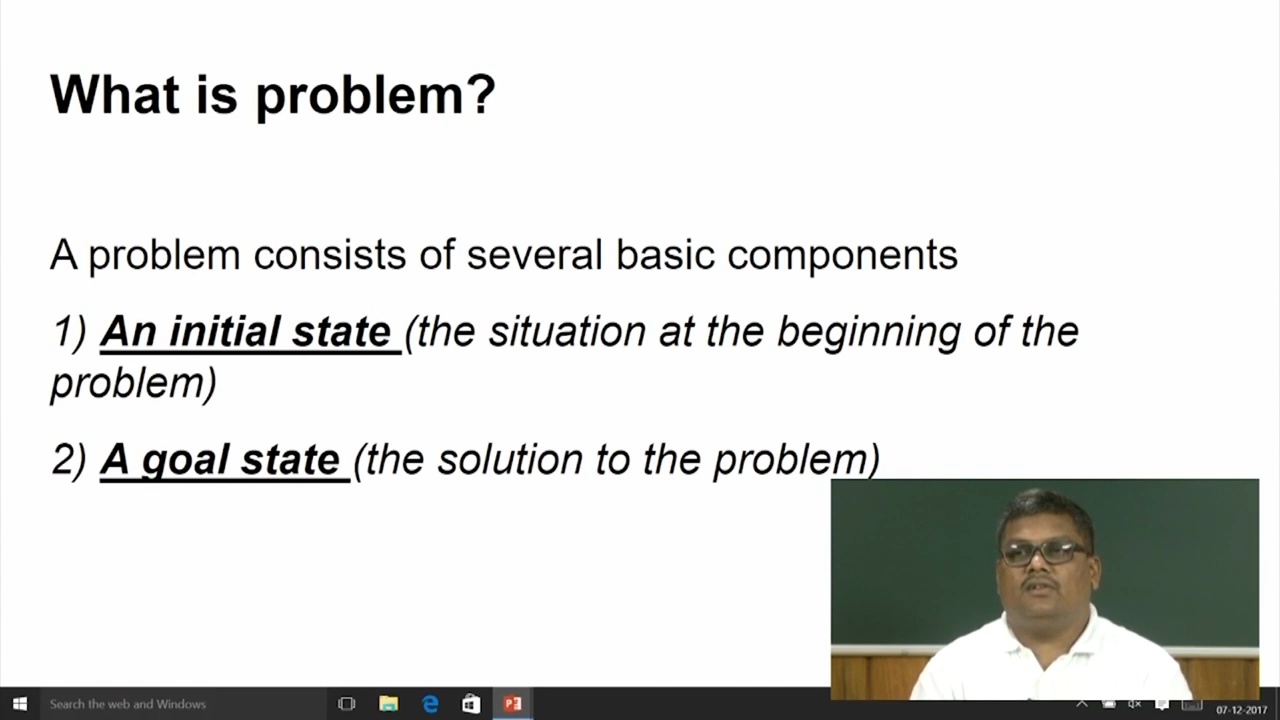 What is problem?
A problem consists of several basic components
1) An initial state (the situation at the beginning of the
problem)
2) A goal state (the solution to the problem)
Search the web and Windows
07-12-2017